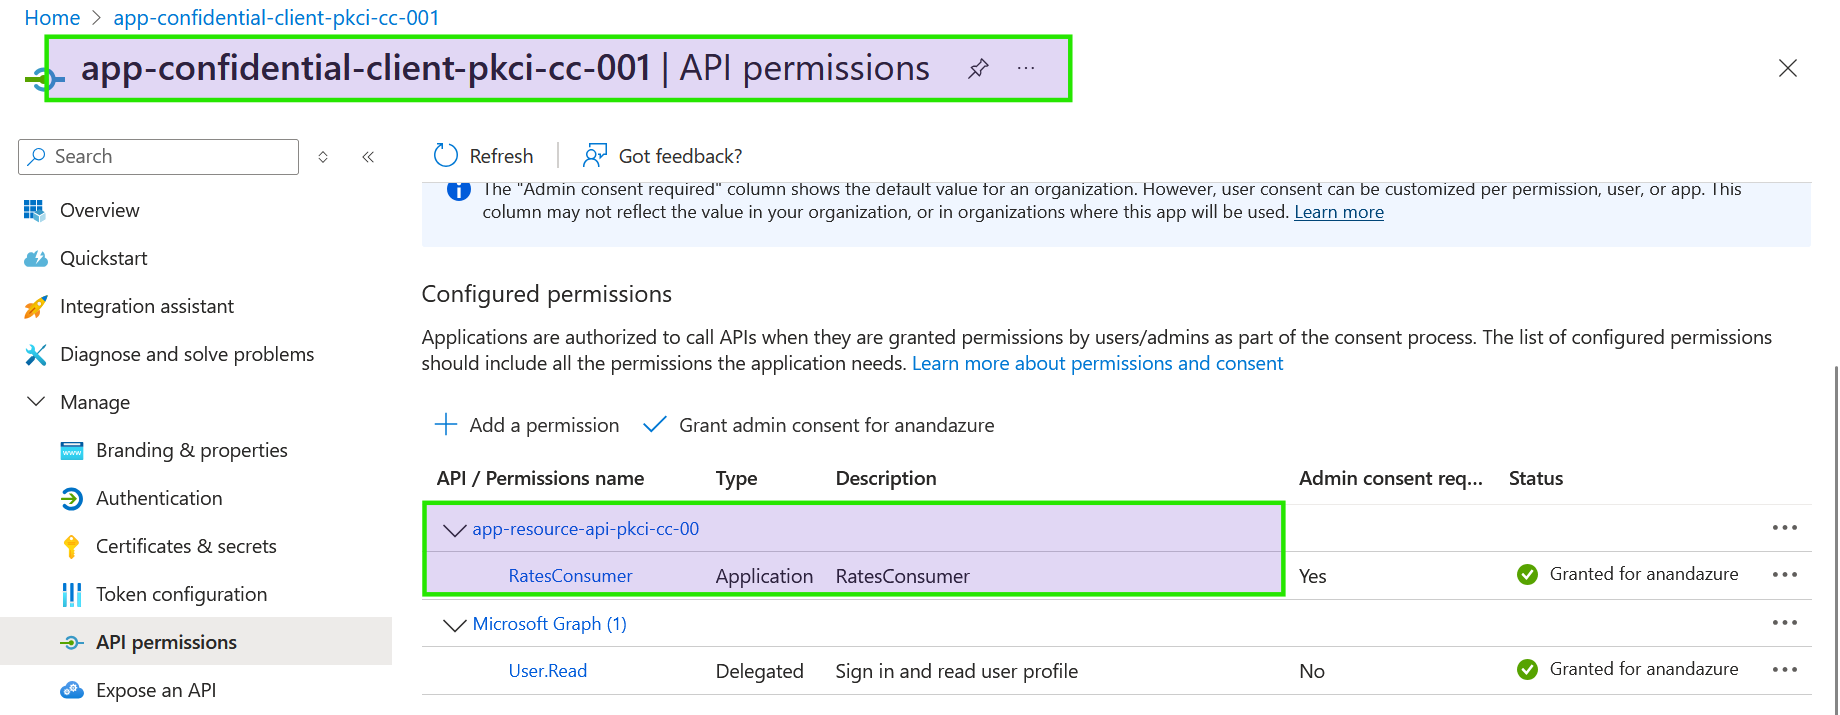 Home > app-confidential-client-pkci-cc-001
app-confidential-client-pkci-cc-001 | API permissions ...
Search
Refresh | Got feedback?
The "Admin consent required" column shows the default value for an organization. However, user consent can be customized per permission, user, or app. This
column may not reflect the value in your organization, or in organizations where this app will be used. Learn more
Overview
Quickstart
Integration assistant
Diagnose and solve problems
Manage
Branding & properties
Authentication
Certificates & secrets
Token configuration
API permissions
Expose an API
Configured permissions
Applications are authorized to call APIs when they are granted permissions by users/admins as part of the consent process. The list of configured permissions
should include all the permissions the application needs. Learn more about permissions and consent
Add a permission Grant admin consent for anandazure
API / Permissions name Type Description Admin consent req... Status
app-resource-api-pkci-cc-00
RatesConsumer Application RatesConsumer Yes Granted for anandazure
Microsoft Graph (1)
User.Read Delegated Sign in and read user profile No Granted for anandazure